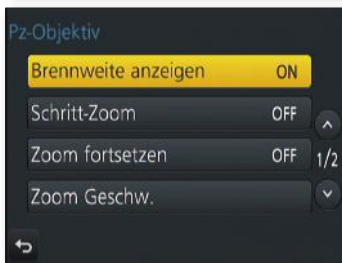 Pz-Objektiv
Brennweite anzeigen ON
Schritt-Zoom OFF
Zoom fortsetzen OFF
1/2
Zoom Geschw.